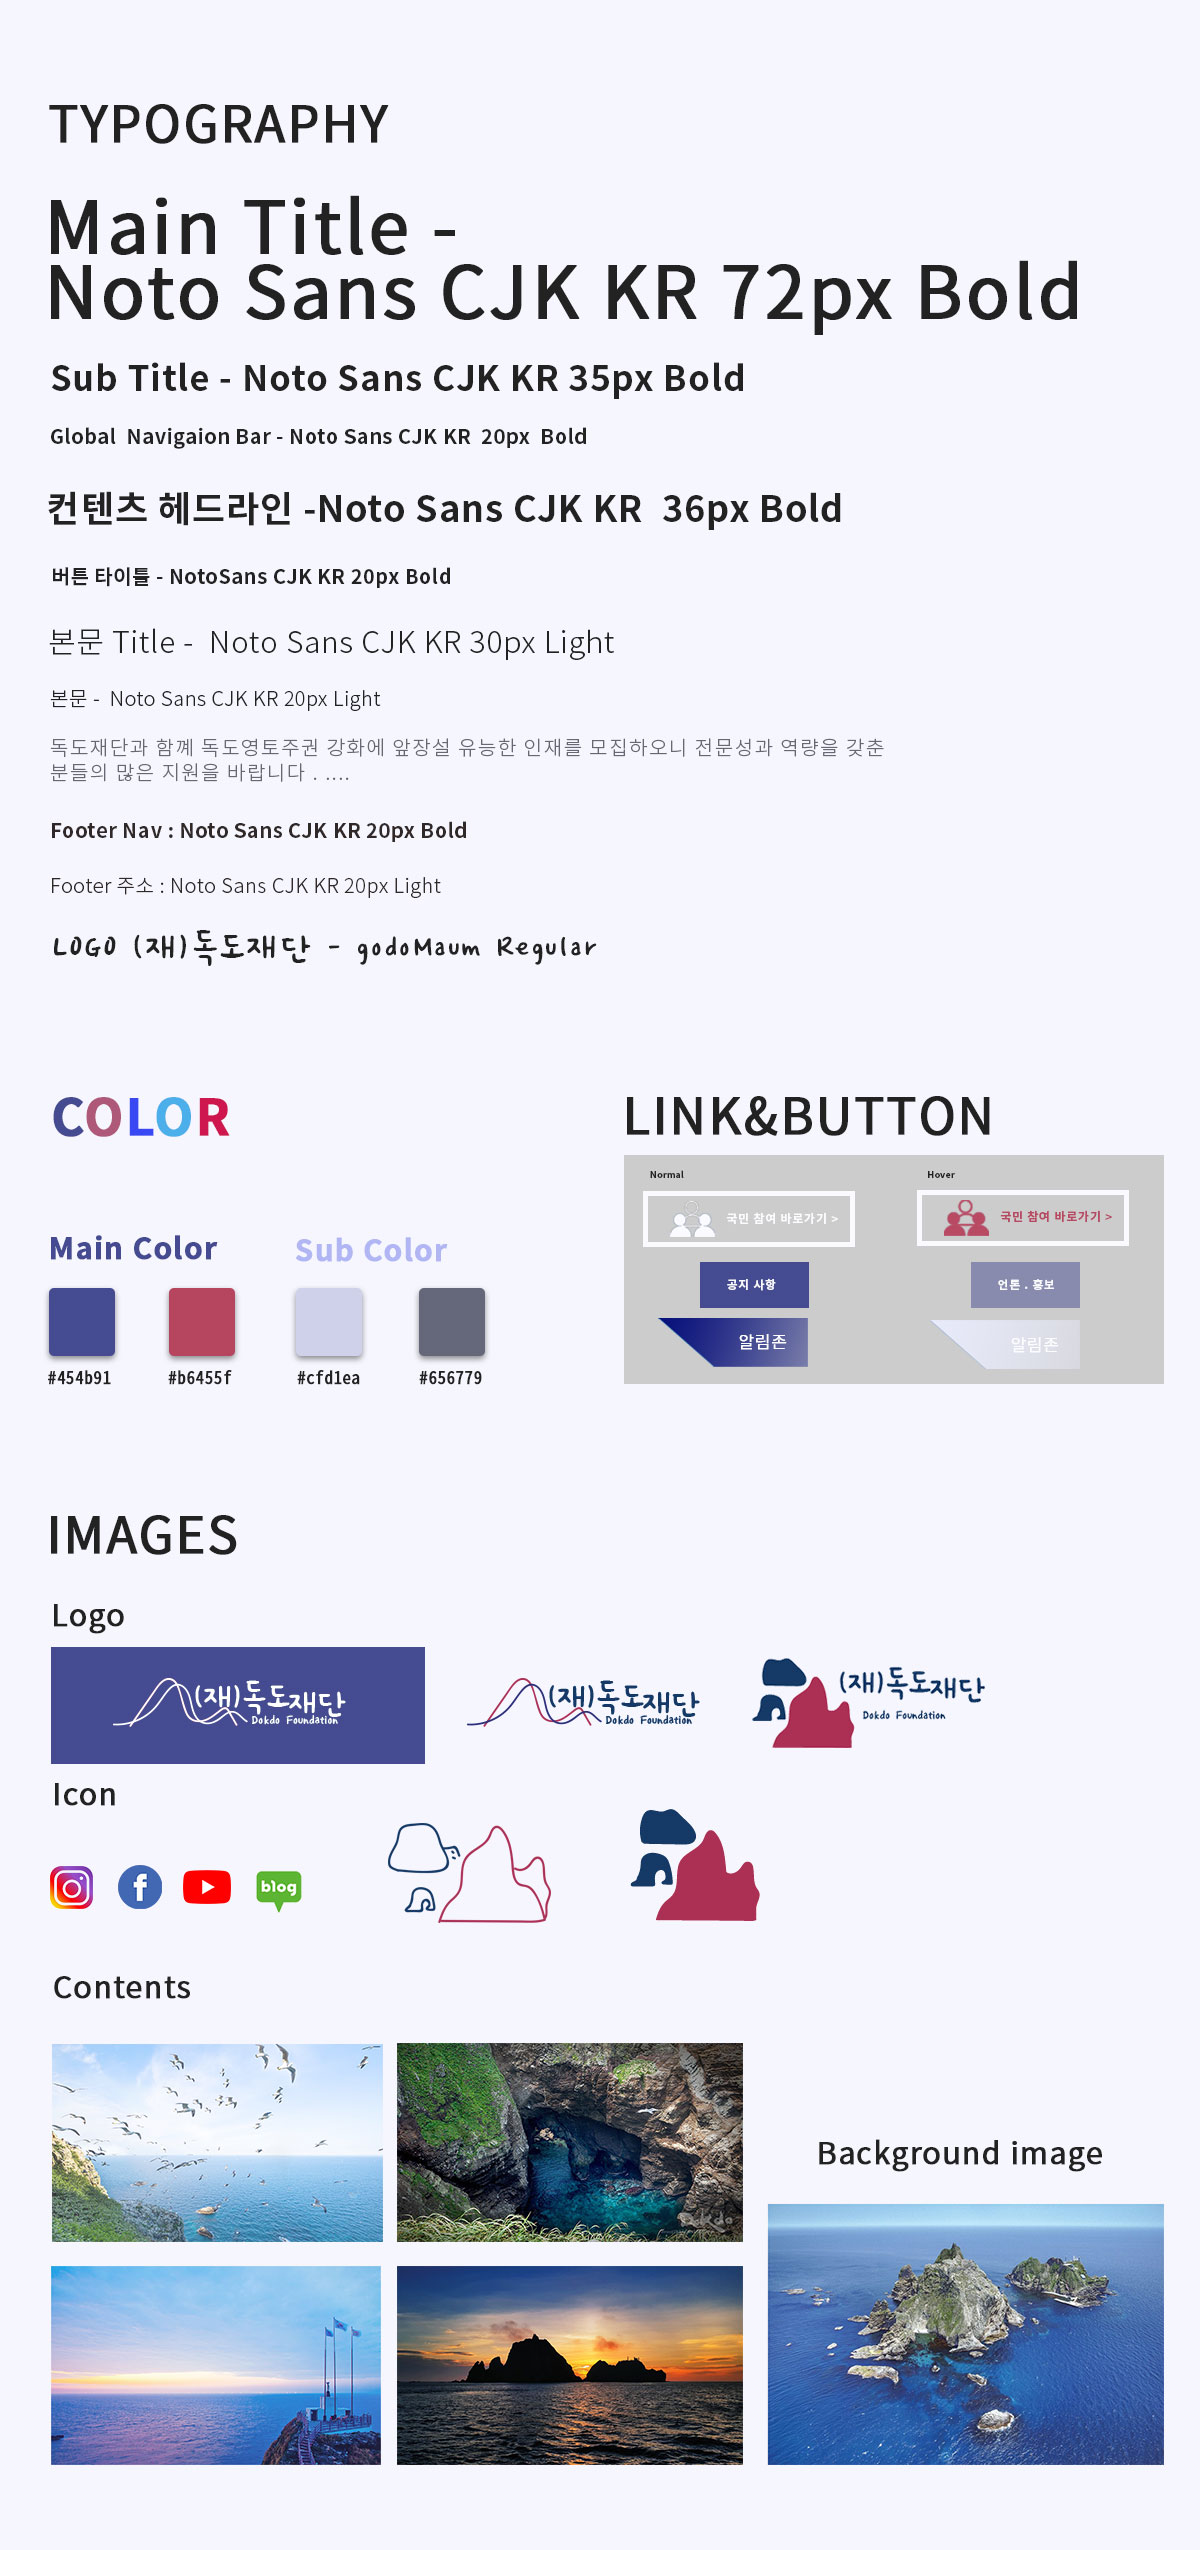 TYPOGRAPHY
Main Title -
Noto Sans CJK KR 72px Bold
Sub Title - Noto Sans CJK KR 35px Bold
Global Navigaion Bar - Noto Sans CJK KR 20px Bold
컨텐츠 헤드라인 -Noto Sans CJK KR 36px Bold
버튼 타이틀 - NotoSans CJK KR 20px Bold
본문 Title - Noto Sans CJK KR 30px Light
본문 - Noto Sans CJK KR 20px Light
독도재단과 함꼐 독도영토주권 강화에 앞장설 유능한 인재를 모집하오니 전문성과 역량을 갖춘
분들의 많은 지원을 바랍니다 . ....
Footer Nav : Noto Sans CJK KR 20px Bold
Footer 주소 : Noto Sans CJK KR 20px Light
LOGO (재)독도재단 - godoMaum Regular
COLOR
Main Color
Sub Color
#454b91
#b6455f
#cfd1ea
#656779
LINK&BUTTON
Normal
Hover
국민 참여 바로가기 >
국민 참여 바로가기 >
공지 사항
언론 . 홍보
알림존
알림존
IMAGES
Logo
(재)독도재단
Dokdo Foundation
(재)독도재단
Dokdo Foundation
(재)독도재단
Dokdo Foundation
Icon
f
blog
Contents
Dokdo
Background image